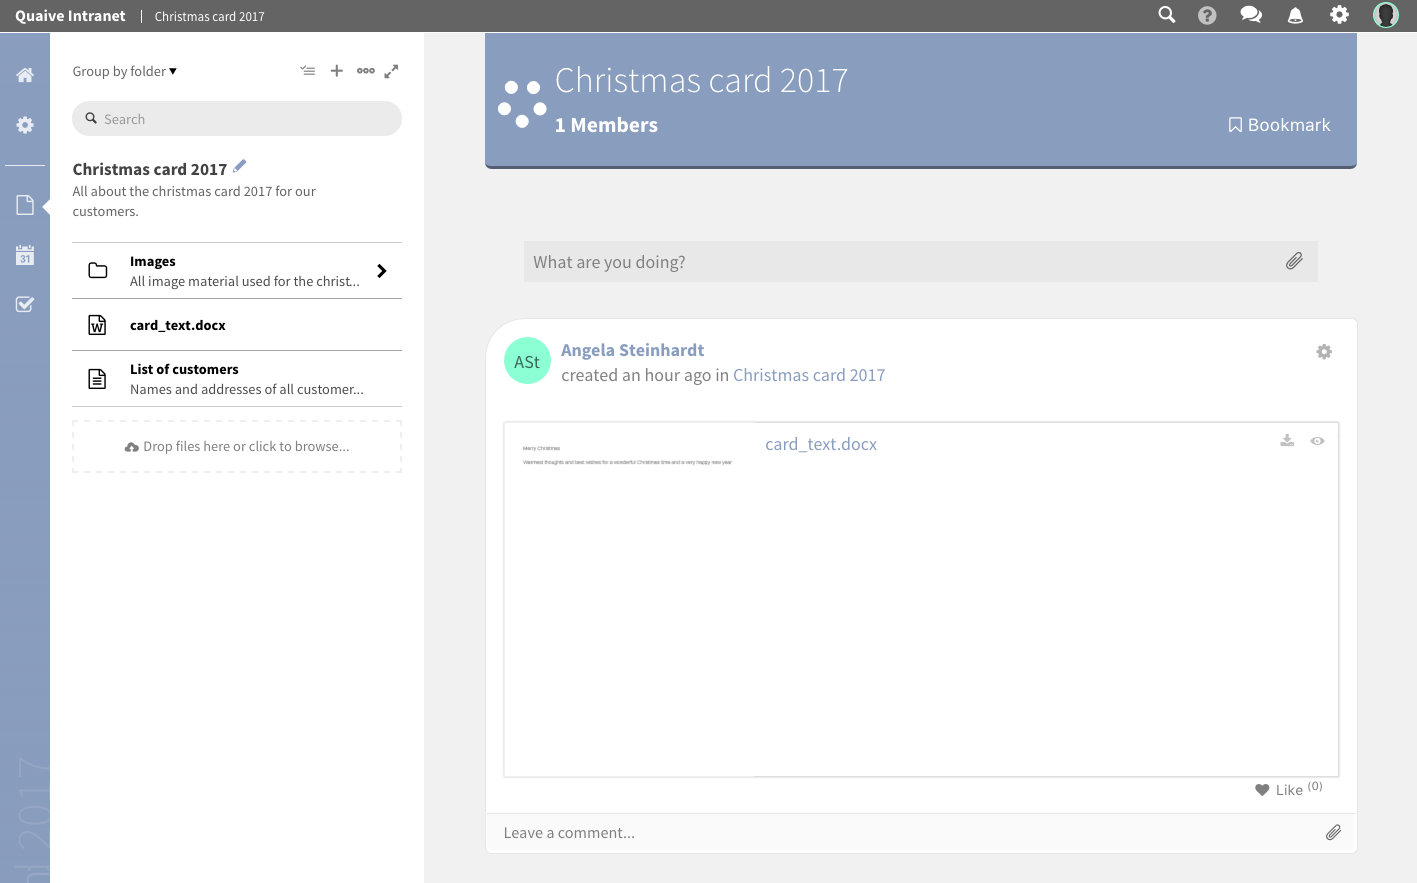 Quaive Intranet | Christmas card 2017
Group by folder
Search
Christmas card 2017
All about the christmas card 2017 for our
customers.
31
Images
All image material used for the christ...
W
card_text.docx
List of customers
Names and addresses of all customer...
Drop files here or click to browse...
2017
Christmas card 2017
1 Members
Bookmark
What are you doing?
ASt
Angela Steinhardt
created an hour ago in Christmas card 2017
card_text.docx
Merry Christmas
Warmest thoughts and best wishes for a wonderful Christmas time and a very happy new year
Like (0)
Leave a comment...